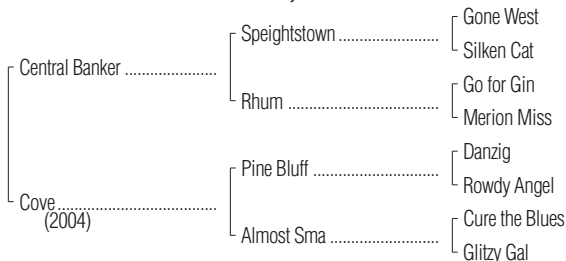 Gone West
Speightstown ........................
Silken Cat
Central Banker ......................
Go for Gin
Rhum ....................................
Merion Miss
Danzig
Pine Bluff ..............................
Rowdy Angel
Cove......................................
(2004)
Cure the Blues
Almost Sma ..........................
Glitzy Gal